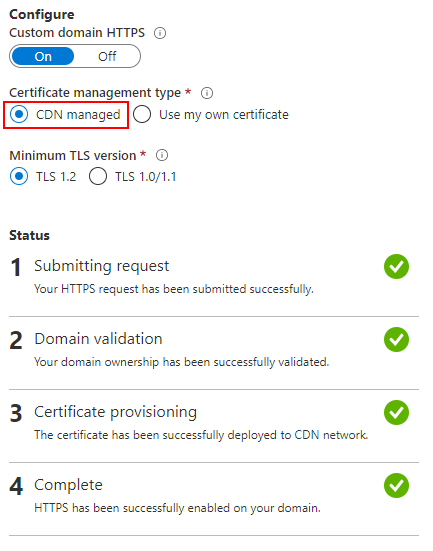 Configure
Custom domain HTTPS
On Off
Certificate management type *
CDN managed Use my own certificate
Minimum TLS version *
TLS 1.2 TLS 1.0/1.1
Status
1 Submitting request
Your HTTPS request has been submitted successfully.
2 Domain validation
Your domain ownership has been successfully validated.
3 Certificate provisioning
The certificate has been successfully deployed to CDN network.
4 Complete
HTTPS has been successfully enabled on your domain.